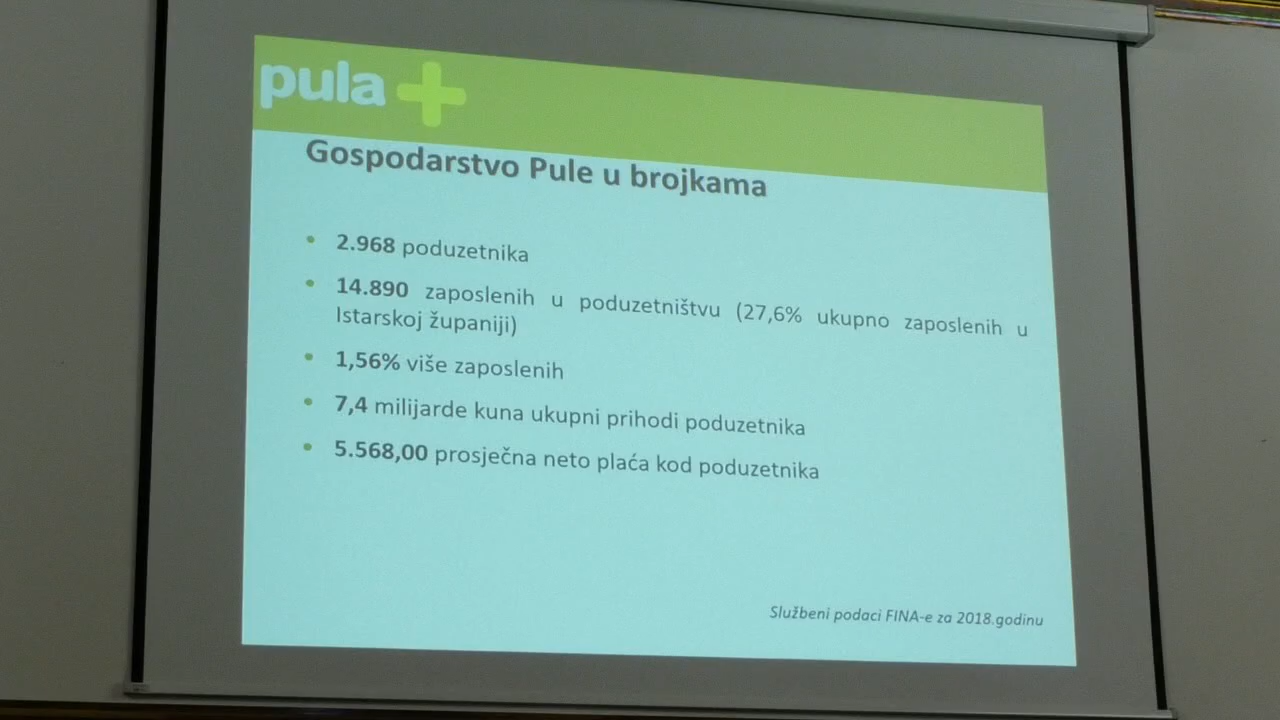 pula +
Gospodarstvo Pule u brojkama
• 2.968 poduzetnika
• 14.890 zaposlenih u poduzetništvu (27,6% ukupno zaposlenih u
Istarskoj županiji)
• 1,56% više zaposlenih
• 7,4 milijarde kuna ukupni prihodi poduzetnika
• 5.568,00 prosječna neto plaća kod poduzetnika
Službeni podaci FINA-e za 2018.godinu